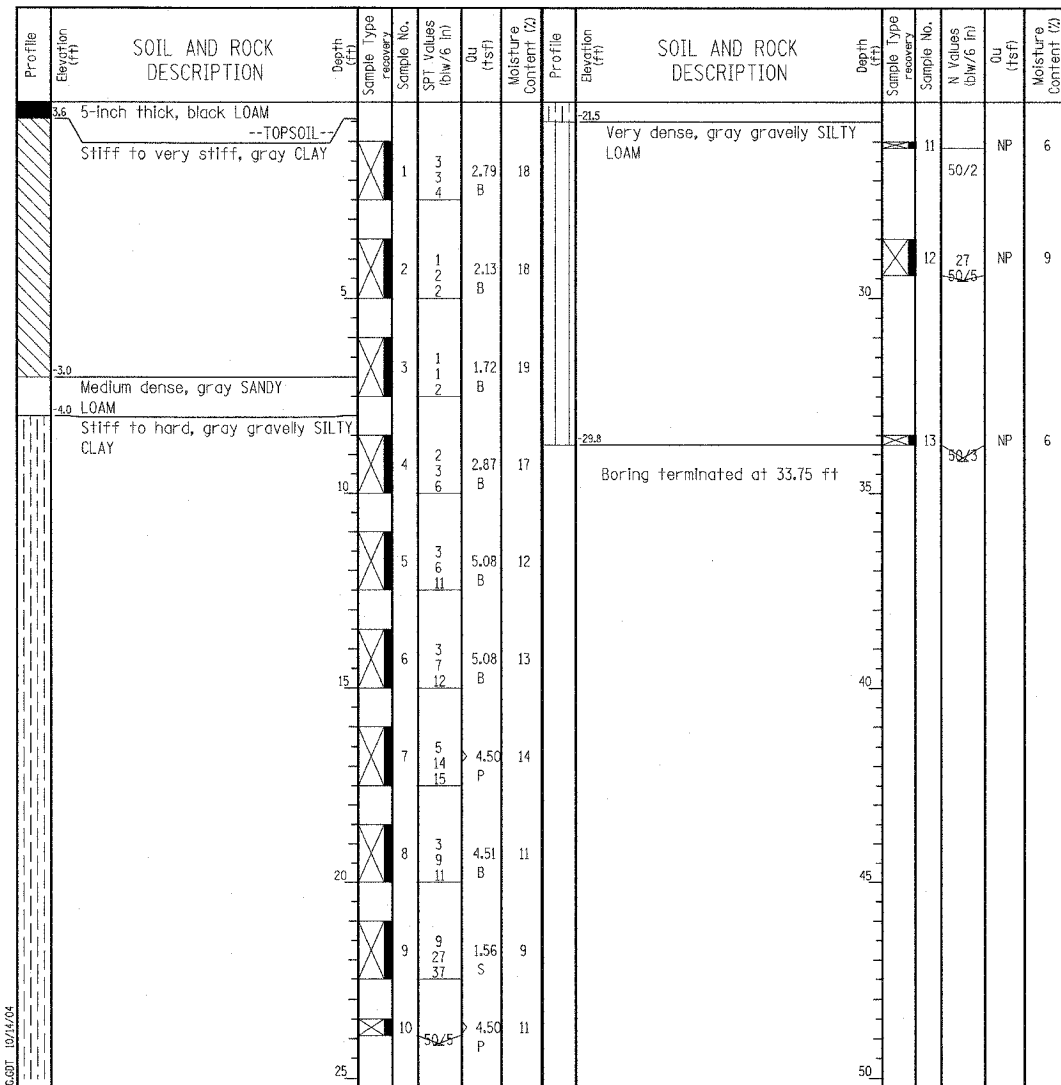 Profile
Elevation (ft)
SOIL AND ROCK DESCRIPTION
Depth (ft)
Sample Type recovery
Sample No.
SPT Values (blw/6 in)
Qu (tsf)
Moisture Content (%)
3.6 5-inch thick, black LOAM
--TOPSOIL--
Stiff to very stiff, gray CLAY
1 3 3 4 2.79 B 18
2 1 2 2 2.13 B 18
5
3 1 1 2 1.72 B 19
-3.0
Medium dense, gray SANDY
-4.0 LOAM
Stiff to hard, gray gravelly SILTY
CLAY
4 2 3 6 2.87 B 17
10
5 3 6 11 5.08 B 12
6 3 7 12 5.08 B 13
15
7 5 14 15 > 4.50 P 14
8 3 9 11 4.51 B 11
20
9 9 27 37 1.56 S 9
10 50/5 > 4.50 P 11
25
Profile
Elevation (ft)
SOIL AND ROCK DESCRIPTION
Depth (ft)
Sample Type recovery
Sample No.
N Values (blw/6 in)
Qu (tsf)
Moisture Content (%)
-21.5
Very dense, gray gravelly SILTY
LOAM
11 50/2 NP 6
12 27 50/5 NP 9
30
-29.8
13 50/3 NP 6
Boring terminated at 33.75 ft
35
40
45
50
GDT 10/14/04